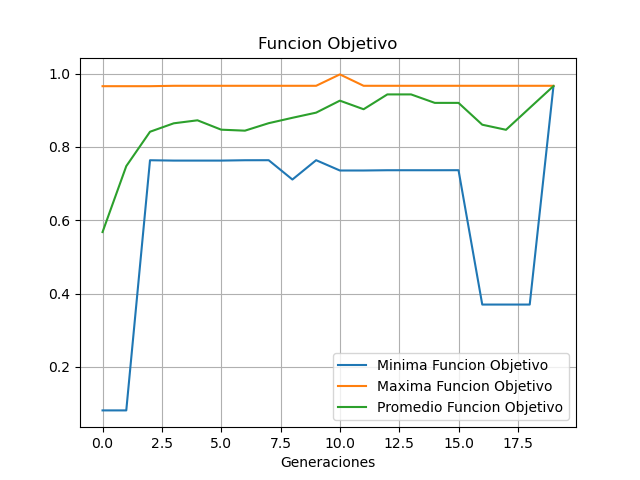 Funcion Objetivo
1.0
0.8
0.6
0.4
0.2
Minima Funcion Objetivo
Maxima Funcion Objetivo
Promedio Funcion Objetivo
0.0 2.5 5.0 7.5 10.0 12.5 15.0 17.5
Generaciones